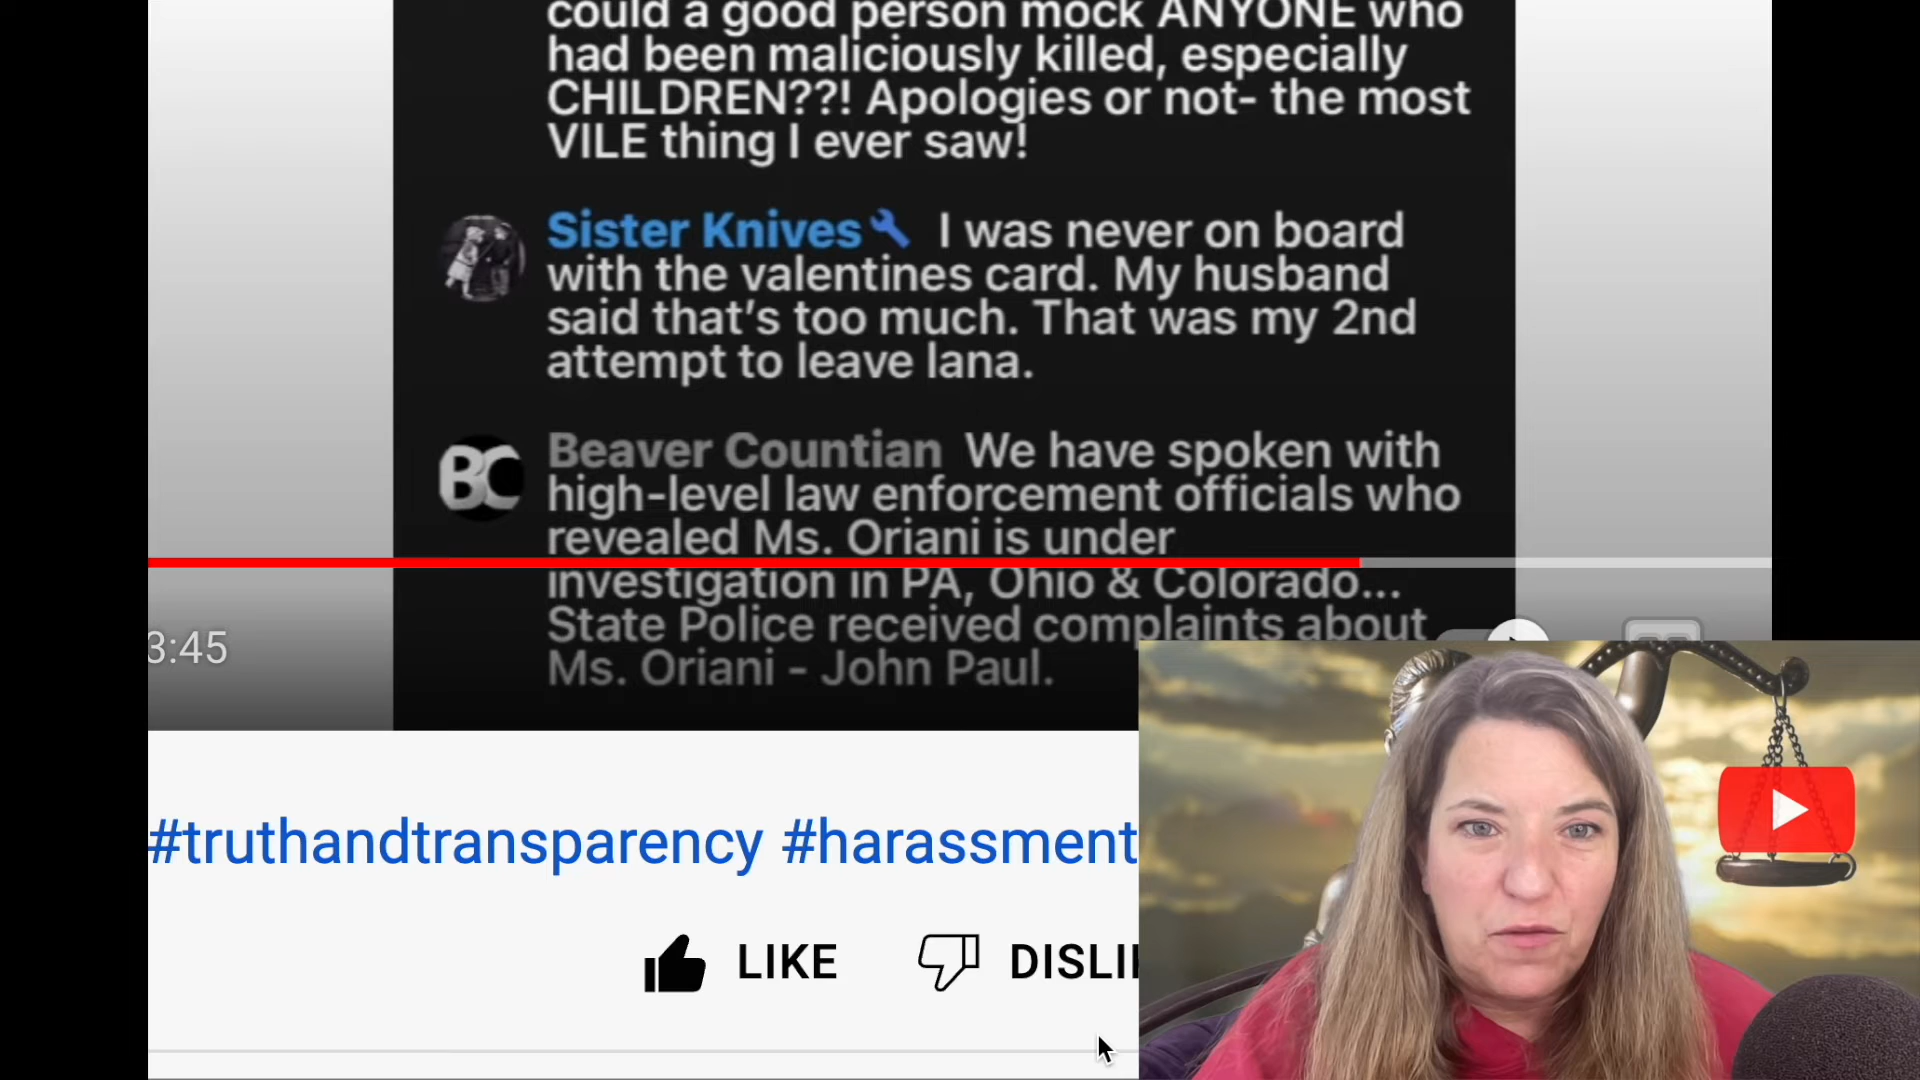 could a good person mock ANYONE who
had been maliciously killed, especially
CHILDREN??! Apologies or not- the most
VILE thing I ever saw!
Sister Knives I was never on board
with the valentines card. My husband
said that's too much. That was my 2nd
attempt to leave lana.
BC
Beaver Countian We have spoken with
high-level law enforcement officials who
revealed Ms. Oriani is under
investigation in PA, Ohio & Colorado...
State Police received complaints about
Ms. Oriani - John Paul.
3:45
#truthandtransparency #harassment
LIKE